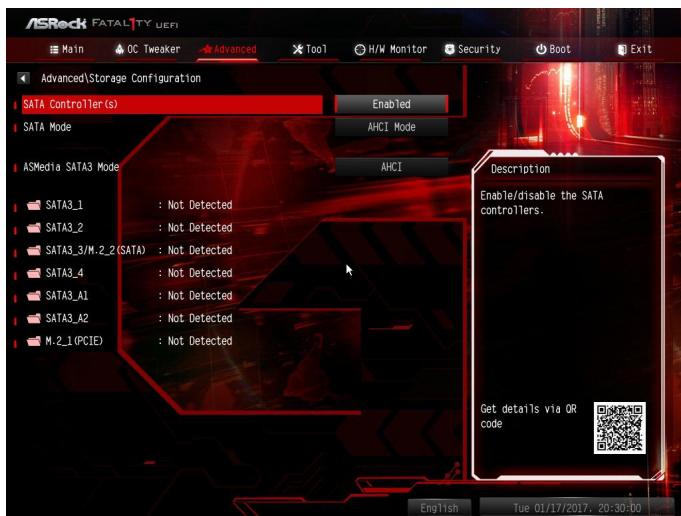 ASRock FATAL1TY UEFI
Main OC Tweaker Advanced Tool H/W Monitor Security Boot Exit
Advanced\Storage Configuration
SATA Controller(s) Enabled
SATA Mode AHCI Mode
ASMedia SATA3 Mode AHCI
SATA3_1 : Not Detected
SATA3_2 : Not Detected
SATA3_3/M.2_2(SATA) : Not Detected
SATA3_4 : Not Detected
SATA3_A1 : Not Detected
SATA3_A2 : Not Detected
M.2_1(PCIE) : Not Detected
Description
Enable/disable the SATA
controllers.
Get details via QR
code
English Tue 01/17/2017. 20:30:00